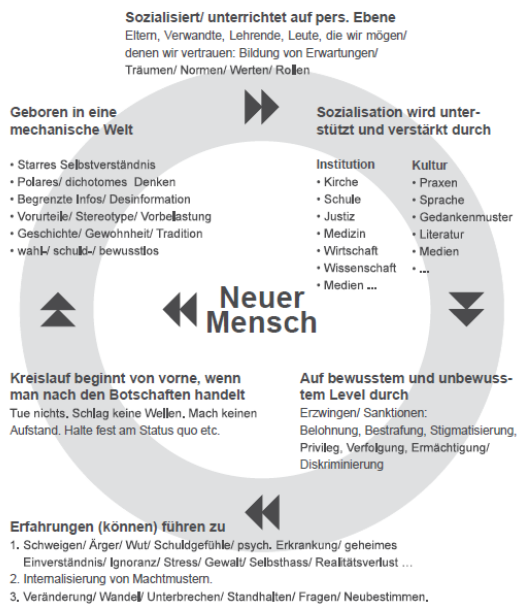 Sozialisiert/ unterrichtet auf pers. Ebene
Eltern, Verwandte, Lehrende, Leute, die wir mögen/
denen wir vertrauen: Bildung von Erwartungen/
Träumen/ Normen/ Werten/ Rollen
Geboren in eine
mechanische Welt
• Starres Selbstverständnis
• Polares/ dichotomes Denken
• Begrenzte Infos/ Desinformation
• Vorurteile/ Stereotype/ Vorbelastung
• Geschichte/ Gewohnheit/ Tradition
• wahl-/ schuld-/ bewusstlos
Sozialisation wird unter-
stützt und verstärkt durch
Institution
• Kirche
• Schule
• Justiz
• Medizin
• Wirtschaft
• Wissenschaft
• Medien ...
Kultur
• Praxen
• Sprache
• Gedankenmuster
• Literatur
• Medien
• ...
Neuer
Mensch
Kreislauf beginnt von vorne, wenn
man nach den Botschaften handelt
Tue nichts. Schlag keine Wellen. Mach keinen
Aufstand. Halte fest am Status quo etc.
Auf bewusstem und unbewuss-
tem Level durch
Erzwingen/ Sanktionen:
Belohnung, Bestrafung, Stigmatisierung,
Privileg, Verfolgung, Ermächtigung/
Diskriminierung
Erfahrungen (können) führen zu
1. Schweigen/ Ärger/ Wut/ Schuldgefühle/ psych. Erkrankung/ geheimes
Einverständnis/ Ignoranz/ Stress/ Gewalt/ Selbsthass/ Realitätsverlust ...
2. Internalisierung von Machtmustern.
3. Veränderung/ Wandel/ Unterbrechen/ Standhalten/ Fragen/ Neubestimmen.